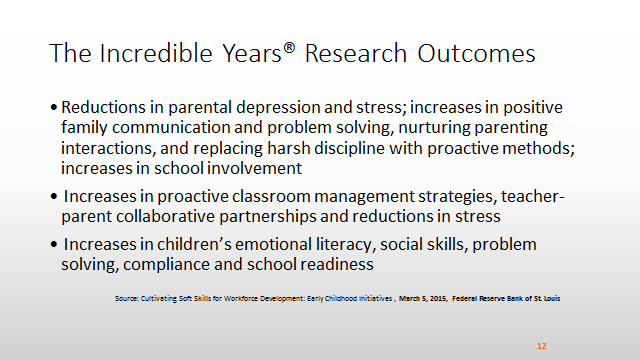 The Incredible Years® Research Outcomes
• Reductions in parental depression and stress; increases in positive
family communication and problem solving, nurturing parenting
interactions, and replacing harsh discipline with proactive methods;
increases in school involvement
• Increases in proactive classroom management strategies, teacher-
parent collaborative partnerships and reductions in stress
• Increases in children’s emotional literacy, social skills, problem
solving, compliance and school readiness
Source: Cultivating Soft Skills for Workforce Development: Early Childhood Initiatives , March 5, 2015, Federal Reserve Bank of St. Louis
12